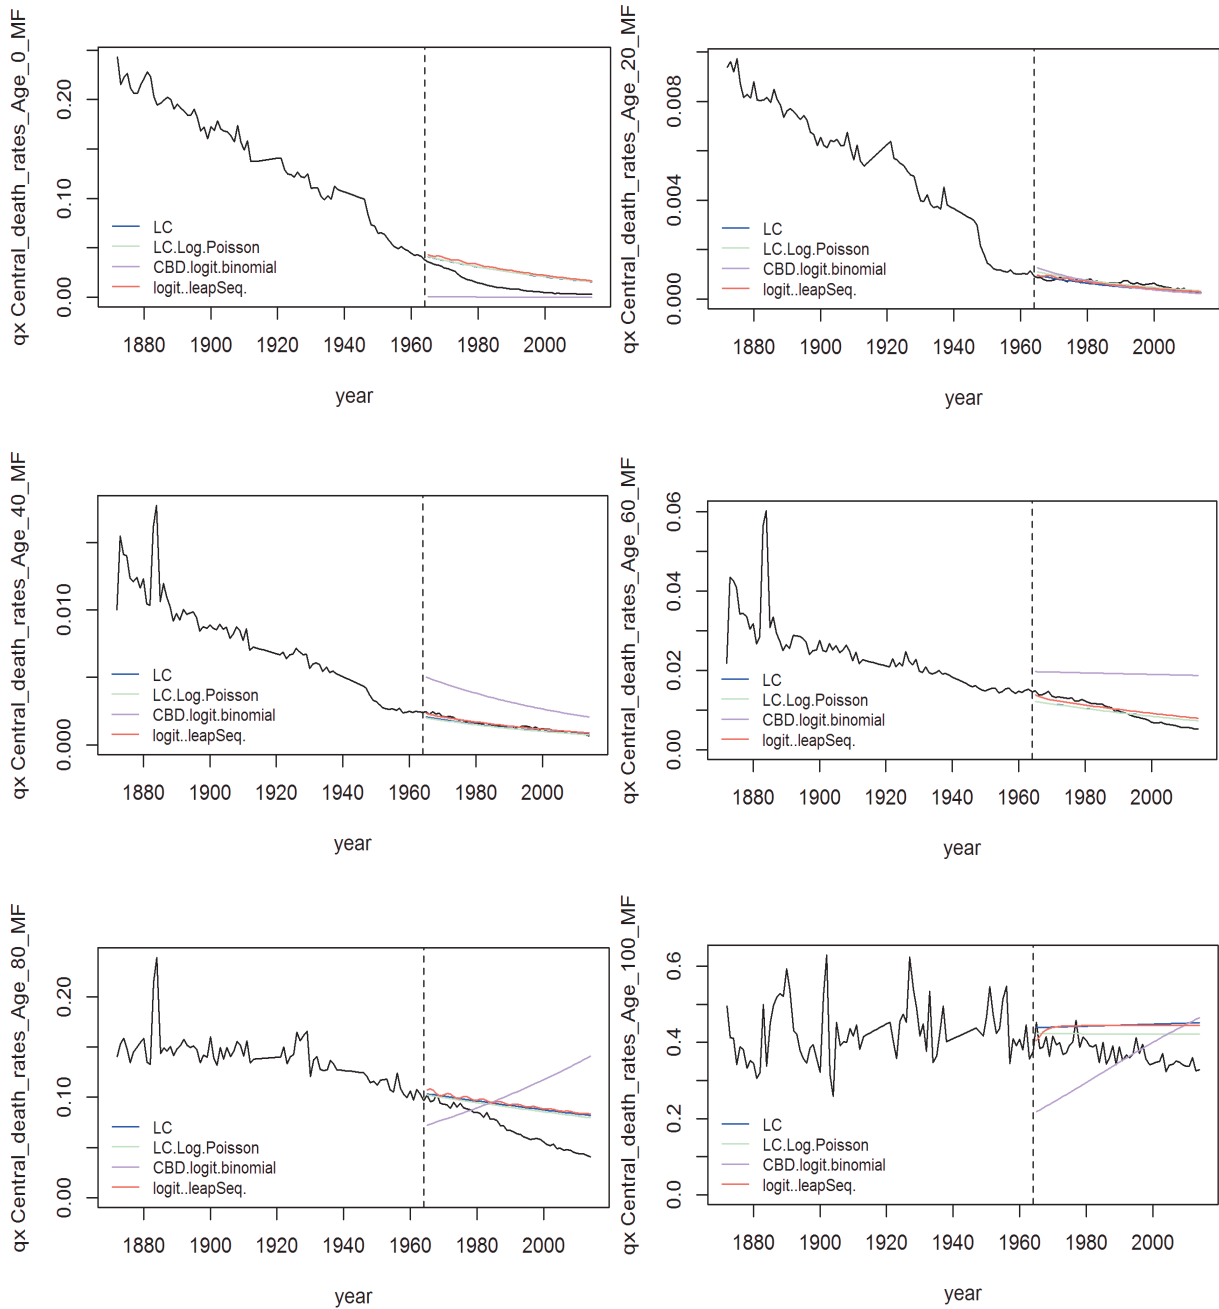 qx Central_death_rates_Age_0_MF
0.00
0.10
0.20
LC
LC.Log.Poisson
CBD.logit.binomial
logit..leapSeq.
1880 1900 1920 1940 1960 1980 2000
year
qx Central_death_rates_Age_20_MF
0.000
0.004
0.008
LC
LC.Log.Poisson
CBD.logit.binomial
logit..leapSeq.
1880 1900 1920 1940 1960 1980 2000
year
qx Central_death_rates_Age_40_MF
0.000
0.010
LC
LC.Log.Poisson
CBD.logit.binomial
logit..leapSeq.
1880 1900 1920 1940 1960 1980 2000
year
qx Central_death_rates_Age_60_MF
0.00
0.02
0.04
0.06
LC
LC.Log.Poisson
CBD.logit.binomial
logit..leapSeq.
1880 1900 1920 1940 1960 1980 2000
year
qx Central_death_rates_Age_80_MF
0.00
0.10
0.20
LC
LC.Log.Poisson
CBD.logit.binomial
logit..leapSeq.
1880 1900 1920 1940 1960 1980 2000
year
qx Central_death_rates_Age_100_MF
0.0
0.2
0.4
0.6
LC
LC.Log.Poisson
CBD.logit.binomial
logit..leapSeq.
1880 1900 1920 1940 1960 1980 2000
year